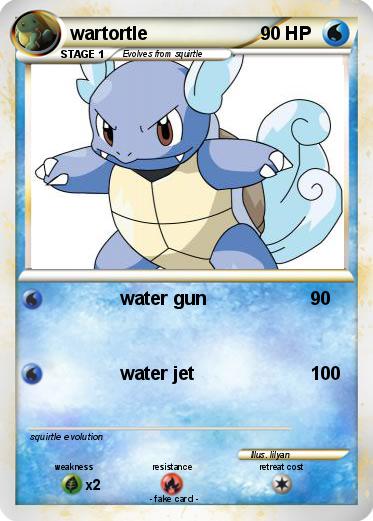 wartortle 90 HP
STAGE 1 Evolves from squirtle
water gun 90
water jet 100
squirtle evolution
Illus. lilyan
weakness resistance retreat cost
x2
- fake card -